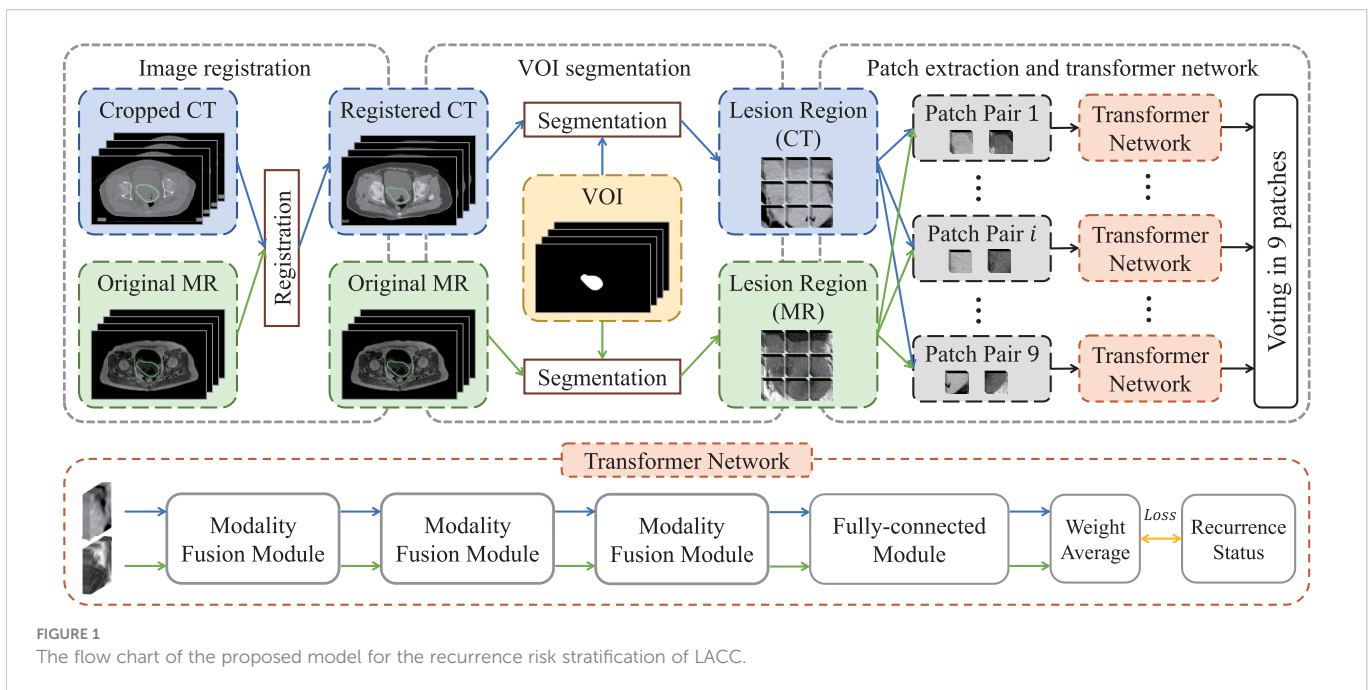 Image registration
VOI segmentation
Patch extraction and transformer network
Cropped CT
Registration
Original MR
Registered CT
Original MR
Segmentation
VOI
Segmentation
Lesion Region
(CT)
Lesion Region
(MR)
Patch Pair 1
Transformer
Network
Patch Pair i
Transformer
Network
Patch Pair 9
Transformer
Network
Voting in 9 patches
Transformer Network
Modality
Fusion Module
Modality
Fusion Module
Modality
Fusion Module
Fully-connected
Module
Weight
Average
Loss
Recurrence
Status
FIGURE 1
The flow chart of the proposed model for the recurrence risk stratification of LACC.